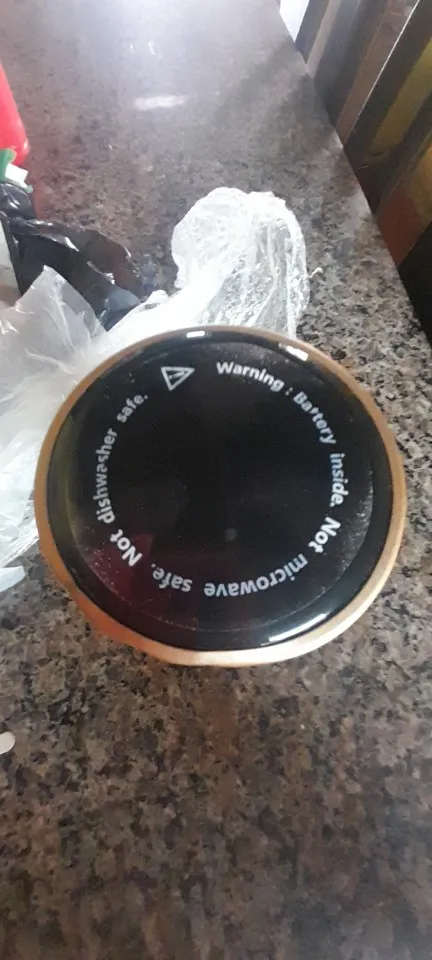 Warning : Battery inside. Not microwave safe. Not dishwasher safe.